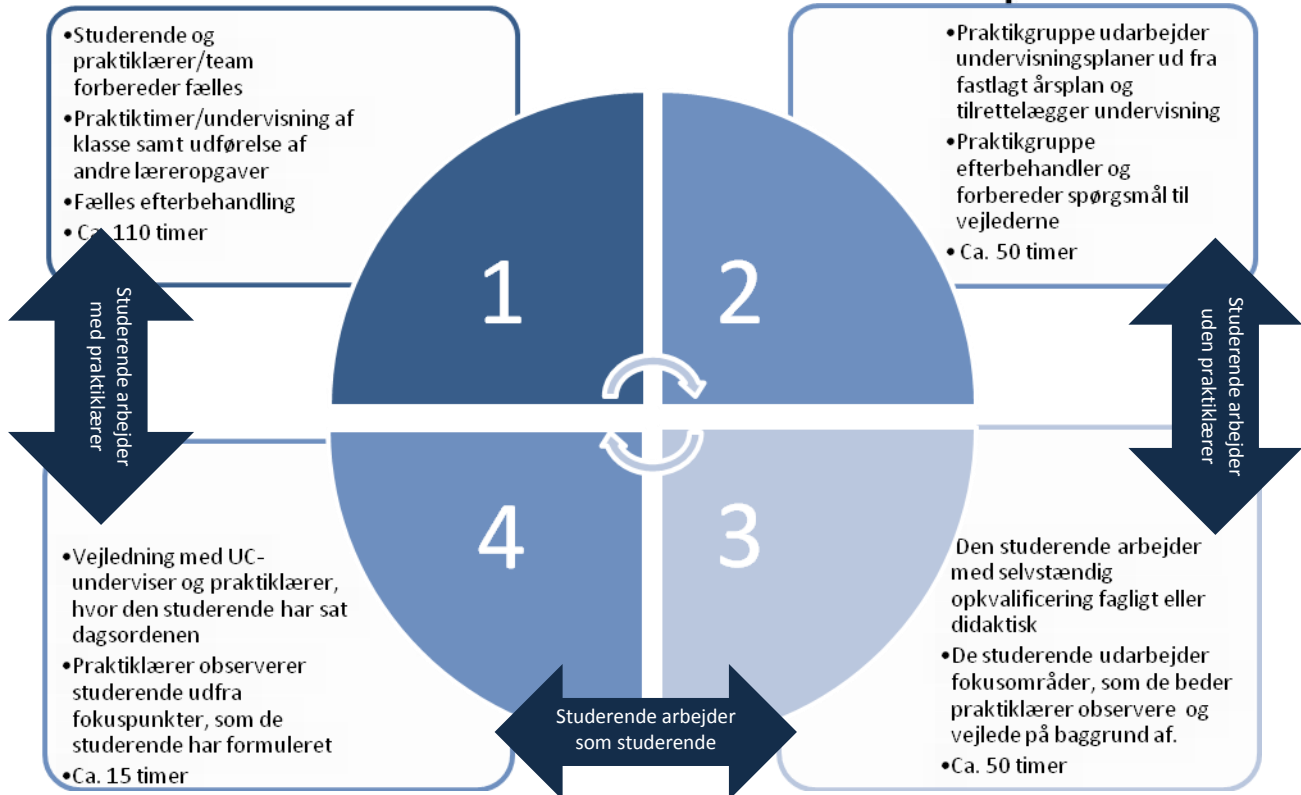 •Studerende og
praktiklærer/team
forbereder fælles
•Praktiktimer/undervisning af
klasse samt udførelse af
andre læreropgaver
•Fælles efterbehandling
•Ca. 110 timer
•Praktikgruppe udarbejder
undervisningsplaner ud fra
fastlagt årsplan og
tilrettelægger undervisning
•Praktikgruppe
efterbehandler og
forbereder spørgsmål til
vejlederne
•Ca. 50 timer
1
2
Studerende arbejder
med praktiklærer
Studerende arbejder
uden praktiklærer
4
3
•Vejledning med UC-
underviser og praktiklærer,
hvor den studerende har sat
dagsordenen
•Praktiklærer observerer
studerende udfra
fokuspunkter, som de
studerende har formuleret
•Ca. 15 timer
Den studerende arbejder
med selvstændig
opkvalificering fagligt eller
didaktisk
•De studerende udarbejder
fokusområder, som de beder
praktiklærer observere og
vejlede på baggrund af.
•Ca. 50 timer
Studerende arbejder
som studerende